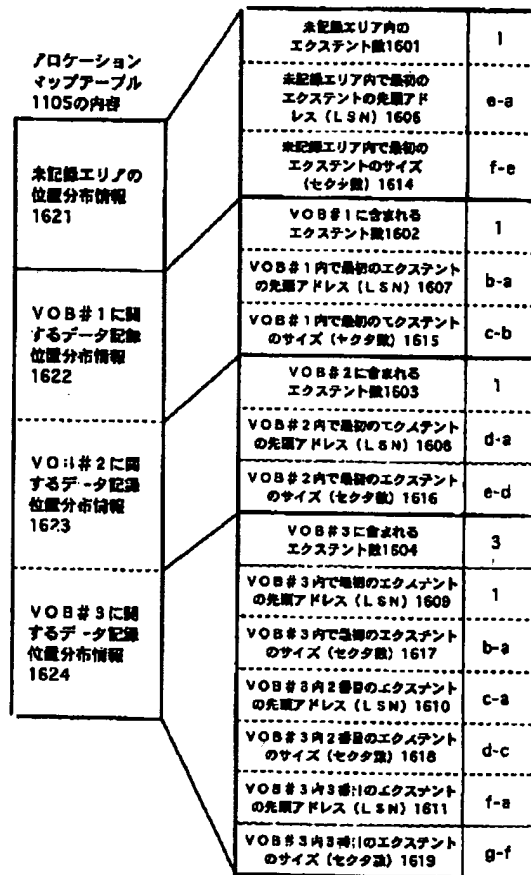 アロケーション
マップテーブル
1105の内容
未記録エリアの
位置分布情報
1621
VOB#1に関
するデータ記録
位置分布情報
1622
VOB#2に関
するデータ記録
位置分布情報
1623
VOB#3に関
するデータ記録
位置分布情報
1624
未記録エリア内の
エクステント数1601
1
未記録エリア内で最初の
エクステントの先頭アド
レス(LSN)1606
e-a
未記録エリア内で最初の
エクステントのサイズ
(セクタ数)1614
f-e
VOB#1に含まれる
エクステント数1602
1
VOB#1内で最初のエクステント
の先頭アドレス(LSN)1607
b-a
VOB#1内で最初のエクステント
のサイズ(セクタ数)1615
c-b
VOB#2に含まれる
エクステント数1603
1
VOB#2内で最初のエクステント
の先頭アドレス(LSN)1608
d-a
VOB#2内で最初のエクステント
のサイズ(セクタ数)1616
e-d
VOB#3に含まれる
エクステント数1604
3
VOB#3内で最初のエクステント
の先頭アドレス(LSN)1609
1
VOB#3内で最初のエクステント
のサイズ(セクタ数)1617
b-a
VOB#3内2番目のエクステント
の先頭アドレス(LSN)1610
c-a
VOB#3内2番目のエクステント
のサイズ(セクタ数)1618
d-c
VOB#3内3番目のエクステント
の先頭アドレス(LSN)1611
f-a
VOB#3内3番目のエクステント
のサイズ(セクタ数)1619
g-f